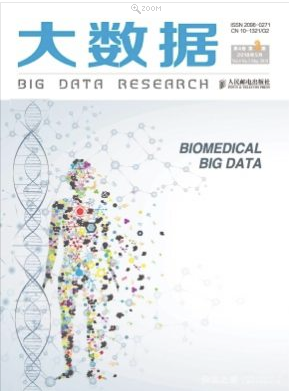 ZOOM
大数据
ISSN 2096-0271
CN 10-1321/G2
BIG DATA RESEARCH
人民邮电出版社
BIOMEDICAL
BIG DATA